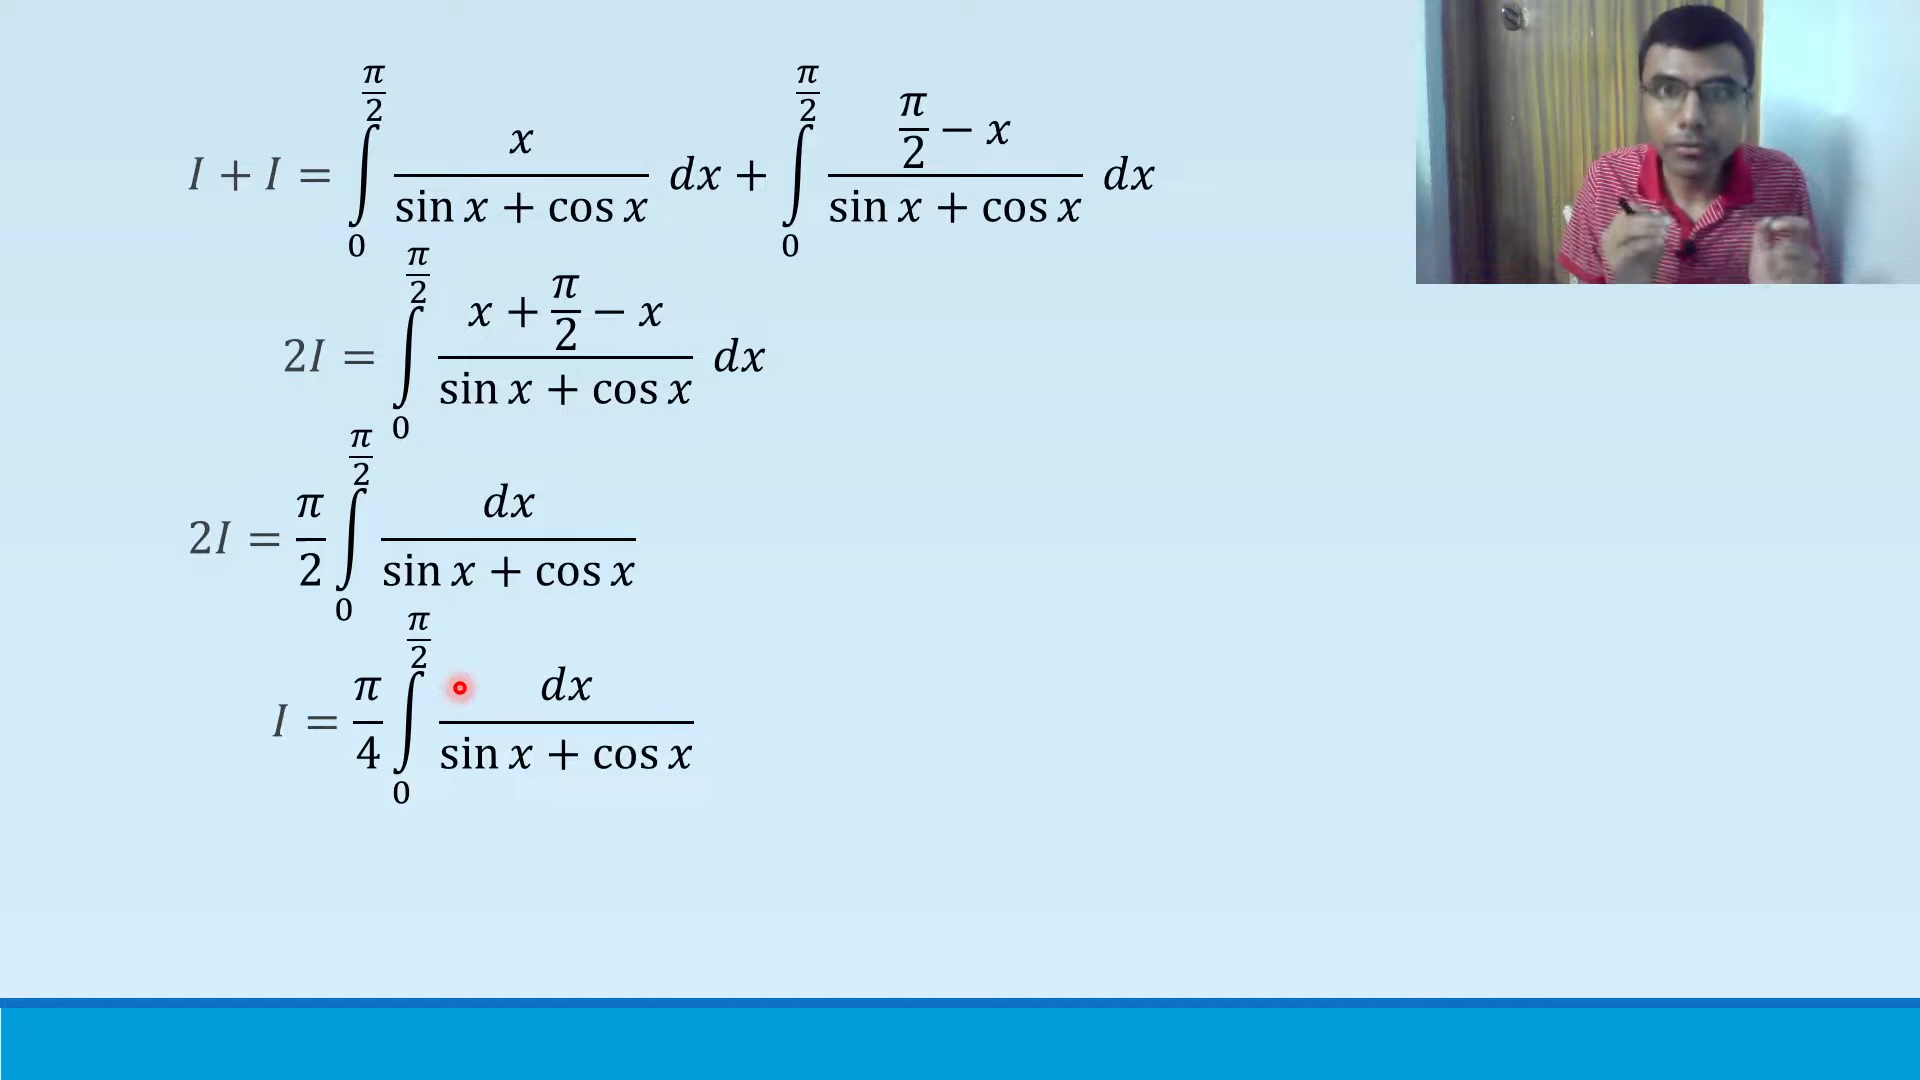 I + I = ∫₀^(π/2) x/(sin x + cos x) dx + ∫₀^(π/2) (π/2 − x)/(sin x + cos x) dx
2I = ∫₀^(π/2) (x + π/2 − x)/(sin x + cos x) dx
2I = π/2 ∫₀^(π/2) dx/(sin x + cos x)
I = π/4 ∫₀^(π/2) dx/(sin x + cos x)